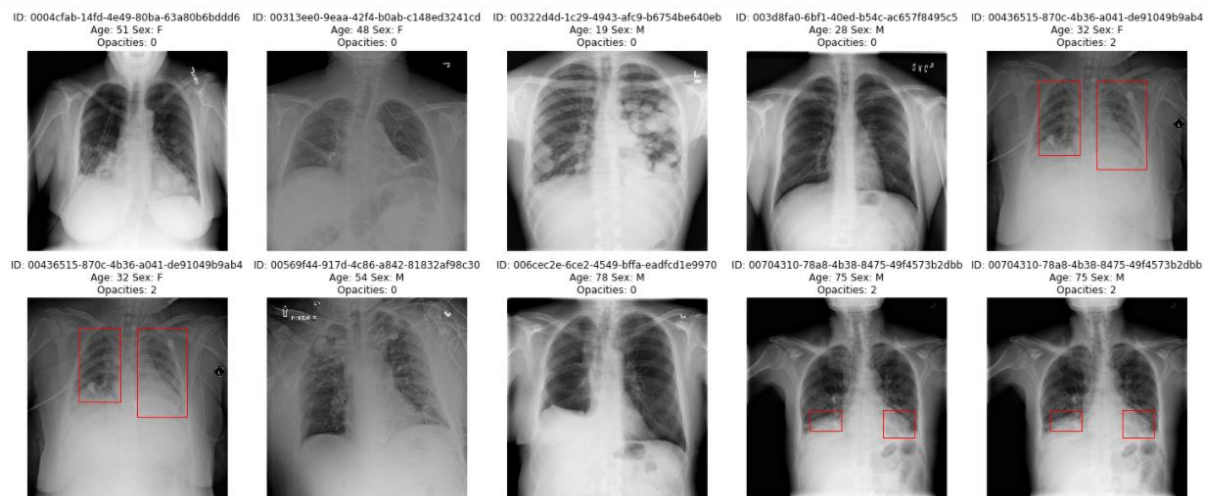 ID: 0004cfab-14fd-4e49-80ba-63a80b6bddd6
Age: 51 Sex: F
Opacities: 0
ID: 00313ee0-9eaa-42f4-b0ab-c148ed3241cd
Age: 48 Sex: F
Opacities: 0
ID: 00322d4d-1c29-4943-afc9-b6754be640eb
Age: 19 Sex: M
Opacities: 0
ID: 003d8fa0-6bf1-40ed-b54c-ac657f8495c5
Age: 28 Sex: M
Opacities: 0
ID: 00436515-870c-4b36-a041-de91049b9ab4
Age: 32 Sex: F
Opacities: 2
ID: 00436515-870c-4b36-a041-de91049b9ab4
Age: 32 Sex: F
Opacities: 2
ID: 00569f44-917d-4c86-a842-81832af98c30
Age: 54 Sex: M
Opacities: 0
ID: 006cec2e-6ce2-4549-bffa-eadfcd1e9970
Age: 78 Sex: M
Opacities: 0
ID: 00704310-78a8-4b38-8475-49f4573b2dbb
Age: 75 Sex: M
Opacities: 2
ID: 00704310-78a8-4b38-8475-49f4573b2dbb
Age: 75 Sex: M
Opacities: 2